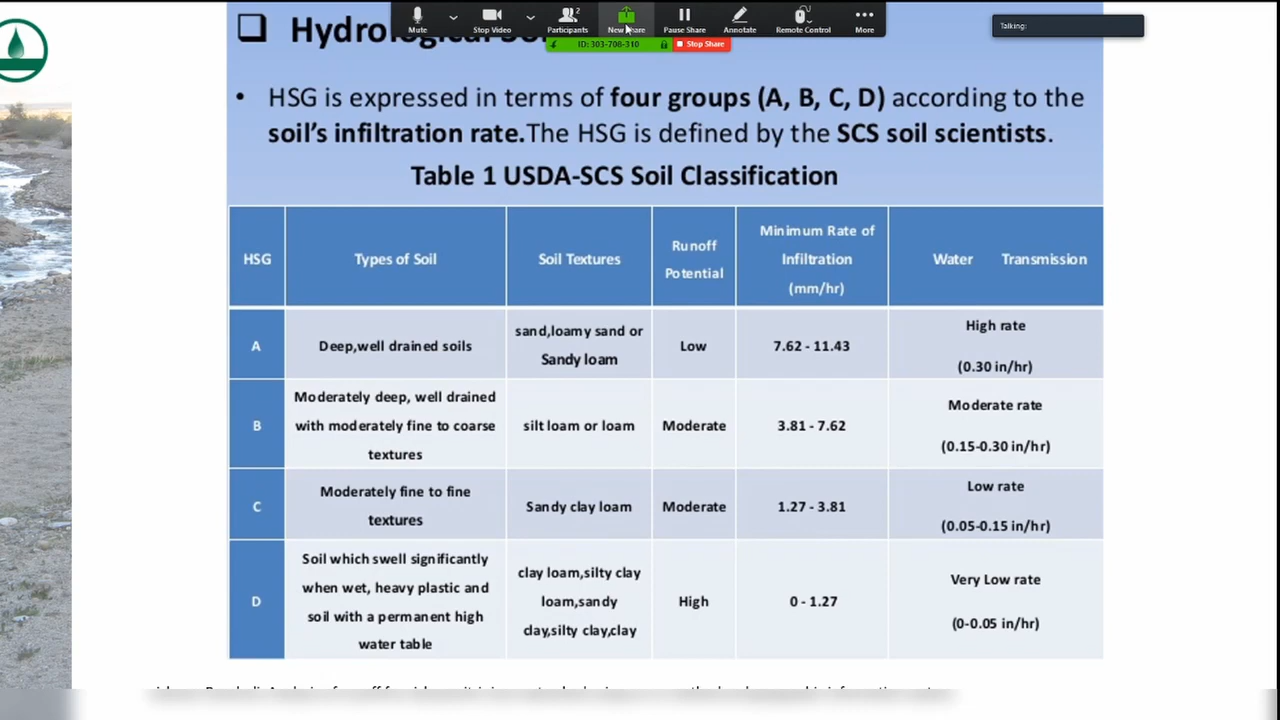 Mute
Stop Video
Participants
2
New Share
Pause Share
Annotate
Remote Control
More
Talking:
ID: 303-708-310
Stop Share
HSG is expressed in terms of four groups (A, B, C, D) according to the
soil's infiltration rate.The HSG is defined by the SCS soil scientists.
Table 1 USDA-SCS Soil Classification
HSG
Types of Soil
Soil Textures
Runoff
Potential
Minimum Rate of
Infiltration
(mm/hr)
Water Transmission
A
Deep,well drained soils
sand,loamy sand or
Sandy loam
Low
7.62 - 11.43
High rate
(0.30 in/hr)
B
Moderately deep, well drained
with moderately fine to coarse
textures
silt loam or loam
Moderate
3.81 - 7.62
Moderate rate
(0.15-0.30 in/hr)
C
Moderately fine to fine
textures
Sandy clay loam
Moderate
1.27 - 3.81
Low rate
(0.05-0.15 in/hr)
D
Soil which swell significantly
when wet, heavy plastic and
soil with a permanent high
water table
clay loam,silty clay
loam,sandy
clay,silty clay,clay
High
0 - 1.27
Very Low rate
(0-0.05 in/hr)